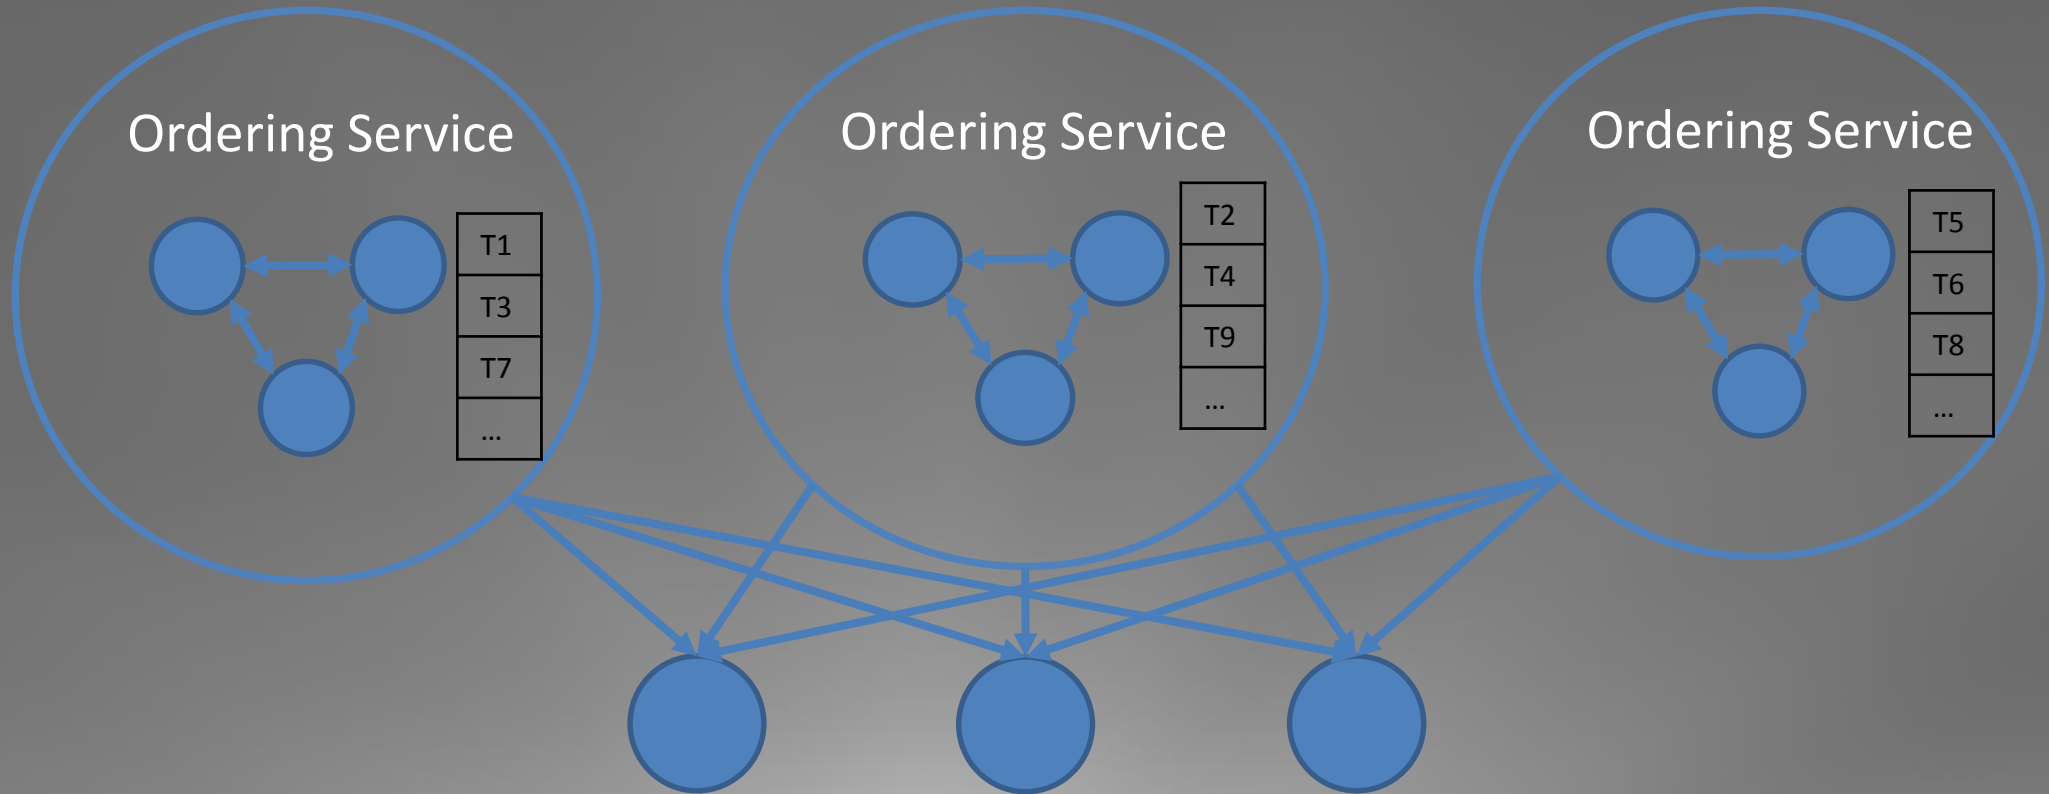 Ordering Service
T1
T3
T7
...
Ordering Service
T2
T4
T9
...
Ordering Service
T5
T6
T8
...